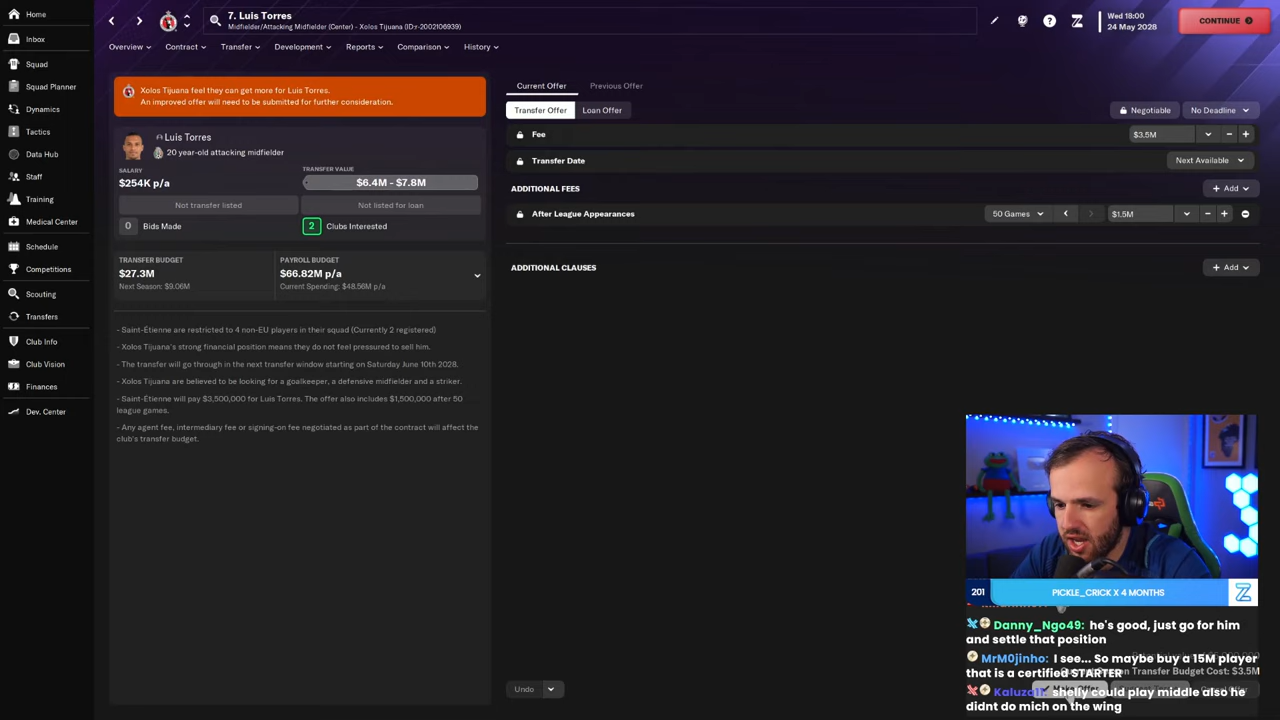 Home
7. Luis Torres
Midfielder/Attacking Midfielder (Center) - Xolos Tijuana (ID:r-2002106939)
Wed 18:00
24 May 2028
CONTINUE
Inbox
Overview
Contract
Transfer
Development
Reports
Comparison
History
Squad
Squad Planner
Dynamics
Tactics
Data Hub
Staff
Training
Medical Center
Schedule
Competitions
Scouting
Transfers
Club Info
Club Vision
Finances
Dev. Center
Xolos Tijuana feel they can get more for Luis Torres.
An improved offer will need to be submitted for further consideration.
Luis Torres
20 year-old attacking midfielder
SALARY
$254K p/a
TRANSFER VALUE
$6.4M - $7.8M
Not transfer listed
Not listed for loan
0 Bids Made
2 Clubs Interested
TRANSFER BUDGET
$27.3M
Next Season: $9.06M
PAYROLL BUDGET
$66.82M p/a
Current Spending: $48.56M p/a
- Saint-Étienne are restricted to 4 non-EU players in their squad (Currently 2 registered)
- Xolos Tijuana's strong financial position means they do not feel pressured to sell him.
- The transfer will go through in the next transfer window starting on Saturday June 10th 2028.
- Xolos Tijuana are believed to be looking for a goalkeeper, a defensive midfielder and a striker.
- Saint-Étienne will pay $3,500,000 for Luis Torres. The offer also includes $1,500,000 after 50
league games.
- Any agent fee, intermediary fee or signing-on fee negotiated as part of the contract will affect the
club's transfer budget.
Current Offer
Previous Offer
Transfer Offer
Loan Offer
Negotiable
No Deadline
Fee
$3.5M
Transfer Date
Next Available
ADDITIONAL FEES
Add
After League Appearances
50 Games
$1.5M
ADDITIONAL CLAUSES
Add
Undo
201
PICKLE_CRICK X 4 MONTHS
Z
Danny_Ngo49: he's good, just go for him
and settle that position
MrM0jinho: I see... So maybe buy a 15M player
that is a certified STARTER
Transfer Budget Cost: $3.5M
shelly could play middle also he
didnt do mich on the wing